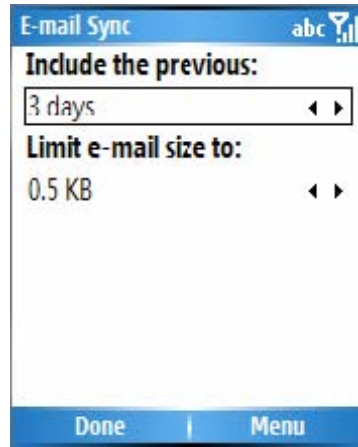 E-mail Sync abc
Include the previous:
3 days
Limit e-mail size to:
0.5 KB
Done Menu